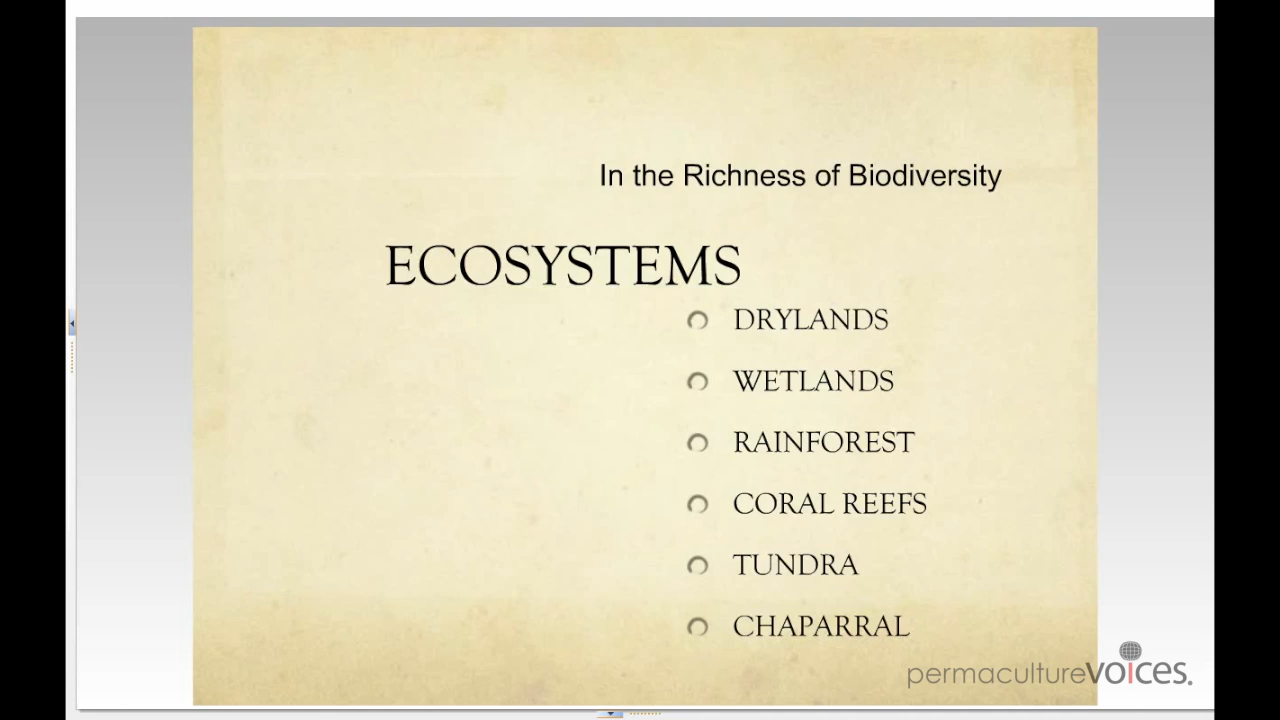 In the Richness of Biodiversity
ECOSYSTEMS
DRYLANDS
WETLANDS
RAINFOREST
CORAL REEFS
TUNDRA
CHAPARRAL
permacultureVOICES.